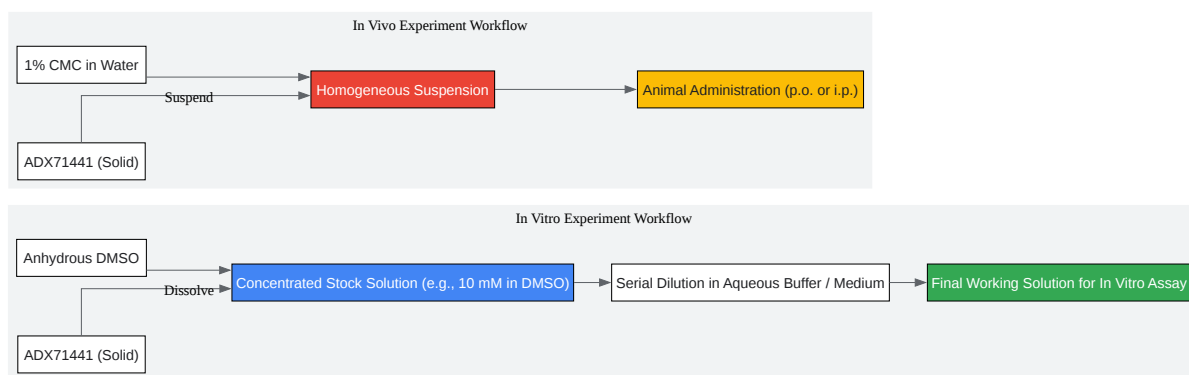 In Vivo Experiment Workflow
1% CMC in Water
Homogeneous Suspension
Animal Administration (p.o. or i.p.)
Suspend
ADX71441 (Solid)
In Vitro Experiment Workflow
Anhydrous DMSO
Concentrated Stock Solution (e.g., 10 mM in DMSO)
Serial Dilution in Aqueous Buffer / Medium
Final Working Solution for In Vitro Assay
Dissolve
ADX71441 (Solid)